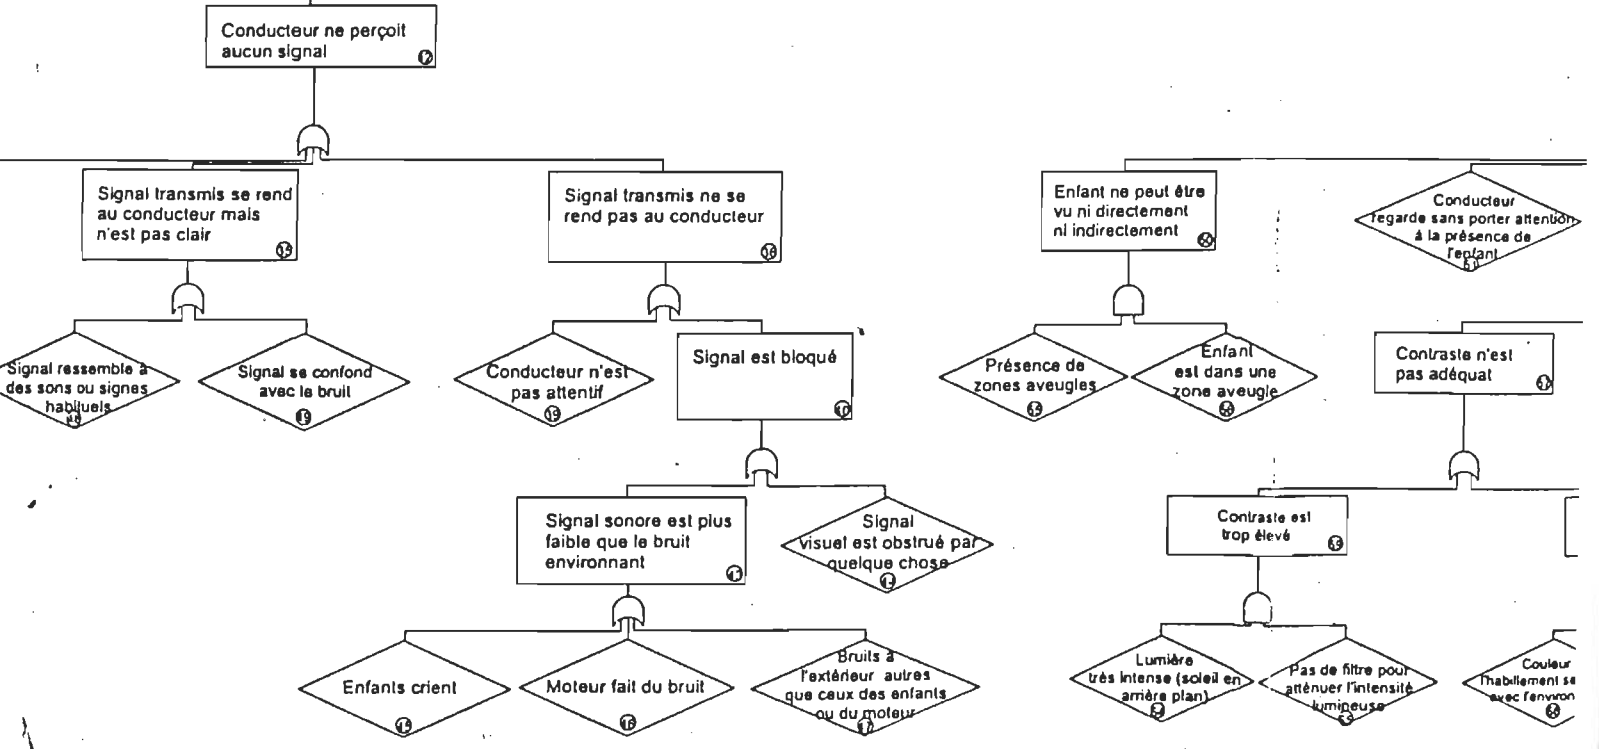 Conducteur ne perçoit
aucun signal
Signal transmis se rend
au conducteur mais
n'est pas clair
Signal transmis ne se
rend pas au conducteur
Enfant ne peut être
vu ni directement
ni indirectement
Conducteur
regarde sans porter attention
à la présence de
l'enfant
Signal ressemble à
des sons ou signes
habituels
Signal se confond
avec le bruit
Conducteur n'est
pas attentif
Signal est bloqué
Présence de
zones aveugles
Enfant
est dans une
zone aveugle
Contraste n'est
pas adéquat
Signal sonore est plus
faible que le bruit
environnant
Signal
visuel est obstrué par
quelque chose
Contraste est
trop élevé
Enfants crient
Moteur fait du bruit
Bruits à
l'extérieur autres
que ceux des enfants
ou du moteur
Lumière
très intense (soleil en
arrière plan)
Pas de filtre pour
atténuer l'intensité
lumineuse
Couleur
l'habillement se
avec l'environ